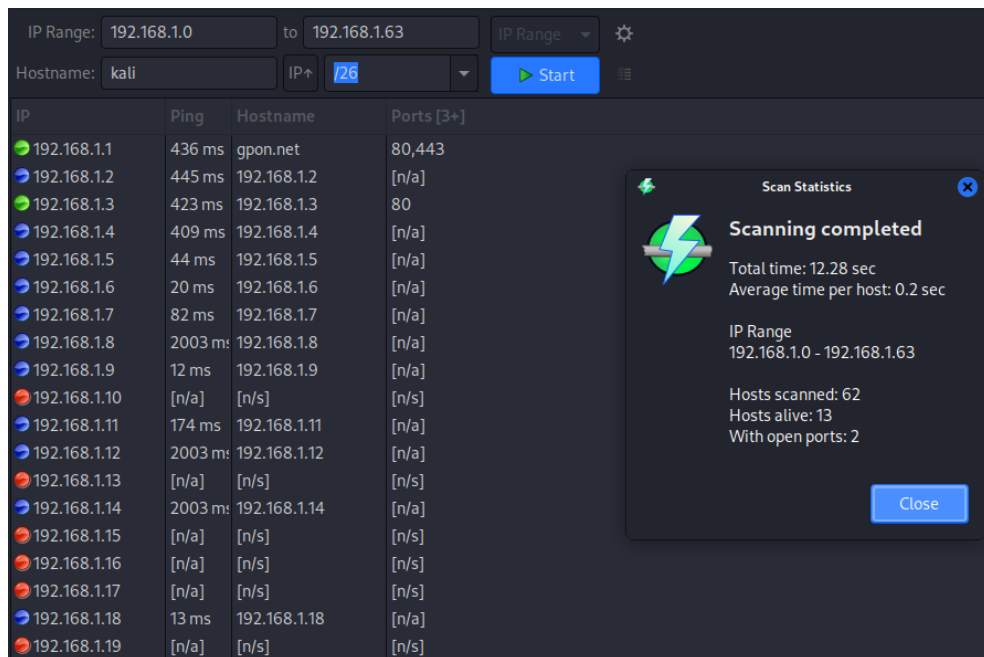 IP Range: 192.168.1.0 to 192.168.1.63 IP Range
Hostname: kali IP↑ /26 Start
IP Ping Hostname Ports [3+]
192.168.1.1 436 ms gpon.net 80,443
192.168.1.2 445 ms 192.168.1.2 [n/a]
192.168.1.3 423 ms 192.168.1.3 80
192.168.1.4 409 ms 192.168.1.4 [n/a]
192.168.1.5 44 ms 192.168.1.5 [n/a]
192.168.1.6 20 ms 192.168.1.6 [n/a]
192.168.1.7 82 ms 192.168.1.7 [n/a]
192.168.1.8 2003 ms 192.168.1.8 [n/a]
192.168.1.9 12 ms 192.168.1.9 [n/a]
192.168.1.10 [n/a] [n/s] [n/s]
192.168.1.11 174 ms 192.168.1.11 [n/a]
192.168.1.12 2003 ms 192.168.1.12 [n/a]
192.168.1.13 [n/a] [n/s] [n/s]
192.168.1.14 2003 ms 192.168.1.14 [n/a]
192.168.1.15 [n/a] [n/s] [n/s]
192.168.1.16 [n/a] [n/s] [n/s]
192.168.1.17 [n/a] [n/s] [n/s]
192.168.1.18 13 ms 192.168.1.18 [n/a]
192.168.1.19 [n/a] [n/s] [n/s]
Scan Statistics
Scanning completed
Total time: 12.28 sec
Average time per host: 0.2 sec
IP Range
192.168.1.0 - 192.168.1.63
Hosts scanned: 62
Hosts alive: 13
With open ports: 2
Close